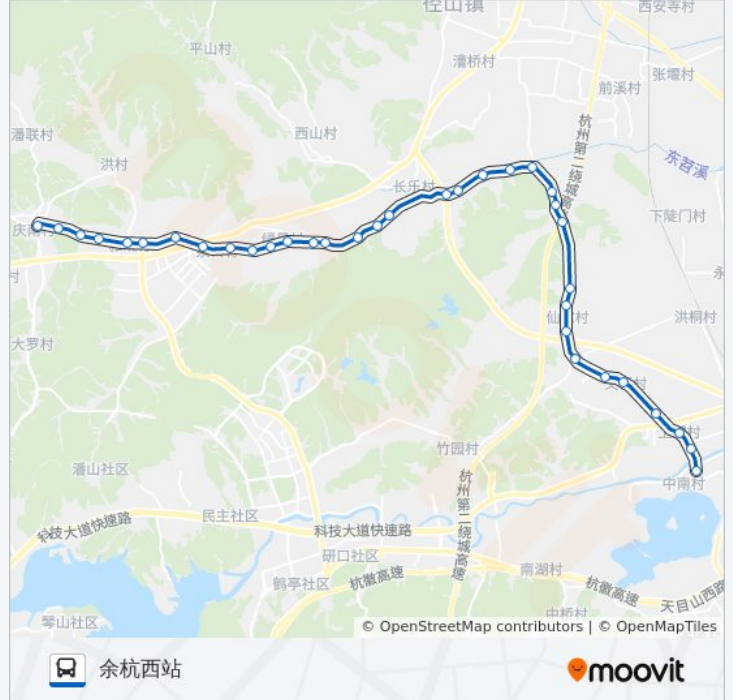 径山镇
西安寺村
平山村
漕桥村
张堰村
前溪村
潘联村
西山村
杭州第二绕城高
洪村
东苕溪
长乐村
下陡门村
村
永
洪桐村
大罗村
竹园村
潘山社区
中南村
民主社区
科技大道快速路
科技大道快速路
杭州第二绕城高速
研口社区
南湖村
鹤亭社区
杭徽高速
杭徽高速
天目山西路
中桥村
琴山社区
© OpenStreetMap contributors | © OpenMapTiles
余杭西站
moovit